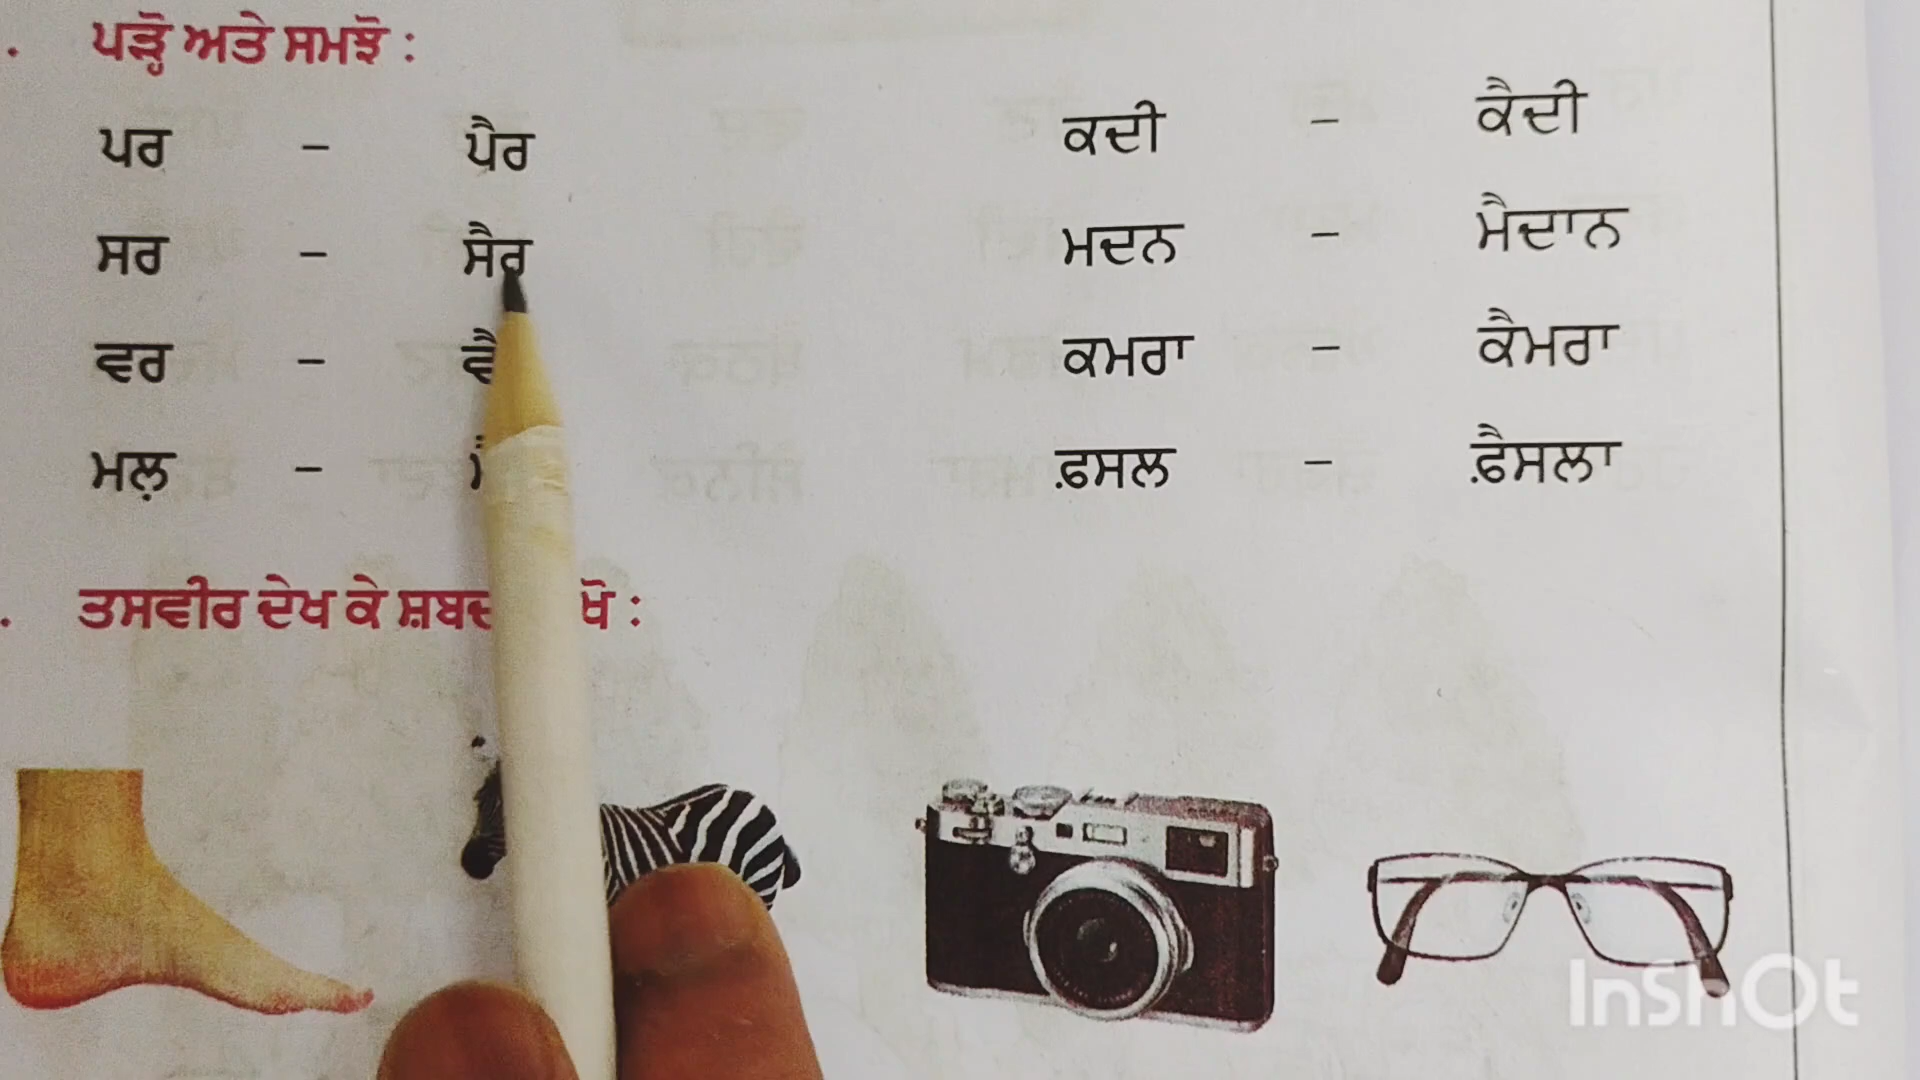 ਪੜ੍ਹੋ ਅਤੇ ਸਮਝੋ :
ਪਰ – ਪੈਰ ਕਦੀ – ਕੈਦੀ
ਸਰ – ਸੈਰ ਮਦਨ – ਮੈਦਾਨ
ਵਰ – ਕਮਰਾ – ਕੈਮਰਾ
ਮਲ਼ – ਫ਼ਸਲ – ਫ਼ੈਸਲਾ
ਤਸਵੀਰ ਦੇਖ ਕੇ :
InShOt